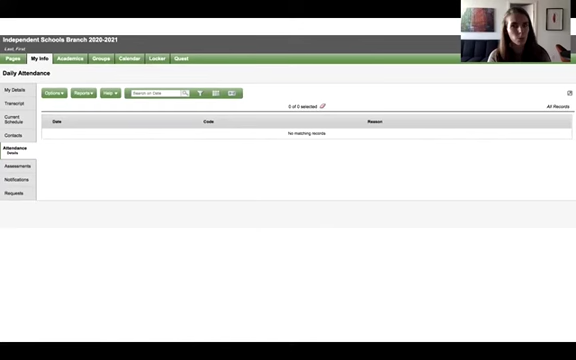 Independent Schools Branch 2020-2021
Last, First
Pages My Info Academics Groups Calendar Locker Quest
Daily Attendance
My Details
Transcript
Current Schedule
Contacts
Attendance
Details
Assessments
Notifications
Requests
Options Reports Help Search on Date
0 of 0 selected All Records
Date Code Reason
No matching records